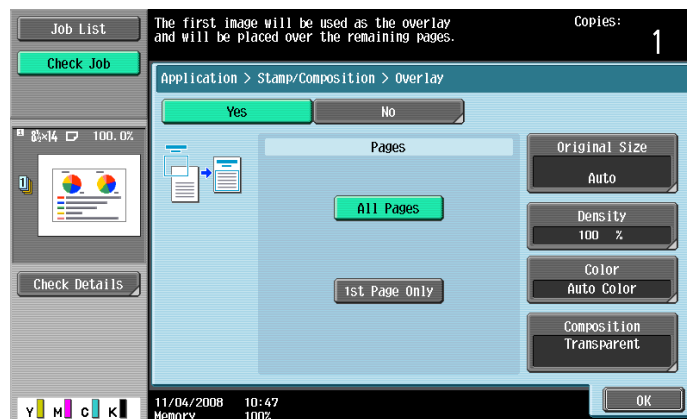 Job List
Check Job
8½×14 100.0%
1
Check Details
Y M C K
The first image will be used as the overlay
and will be placed over the remaining pages.
Copies:
1
Application > Stamp/Composition > Overlay
Yes
No
Pages
All Pages
1st Page Only
Original Size
Auto
Density
100 %
Color
Auto Color
Composition
Transparent
11/04/2008 10:47
Memory 100%
OK